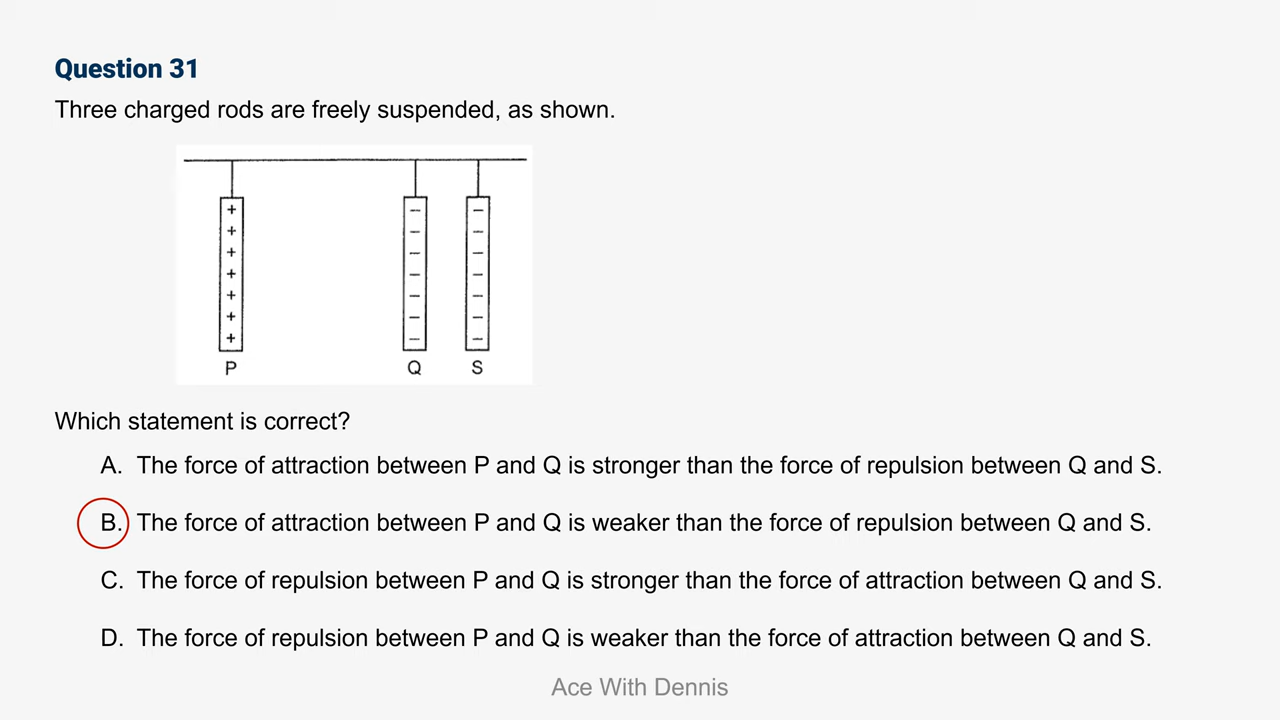 Question 31
Three charged rods are freely suspended, as shown.
+ − −
+ − −
+ − −
+ − −
+ − −
+ − −
+ − −
P Q S
Which statement is correct?
A. The force of attraction between P and Q is stronger than the force of repulsion between Q and S.
B. The force of attraction between P and Q is weaker than the force of repulsion between Q and S.
C. The force of repulsion between P and Q is stronger than the force of attraction between Q and S.
D. The force of repulsion between P and Q is weaker than the force of attraction between Q and S.
Ace With Dennis